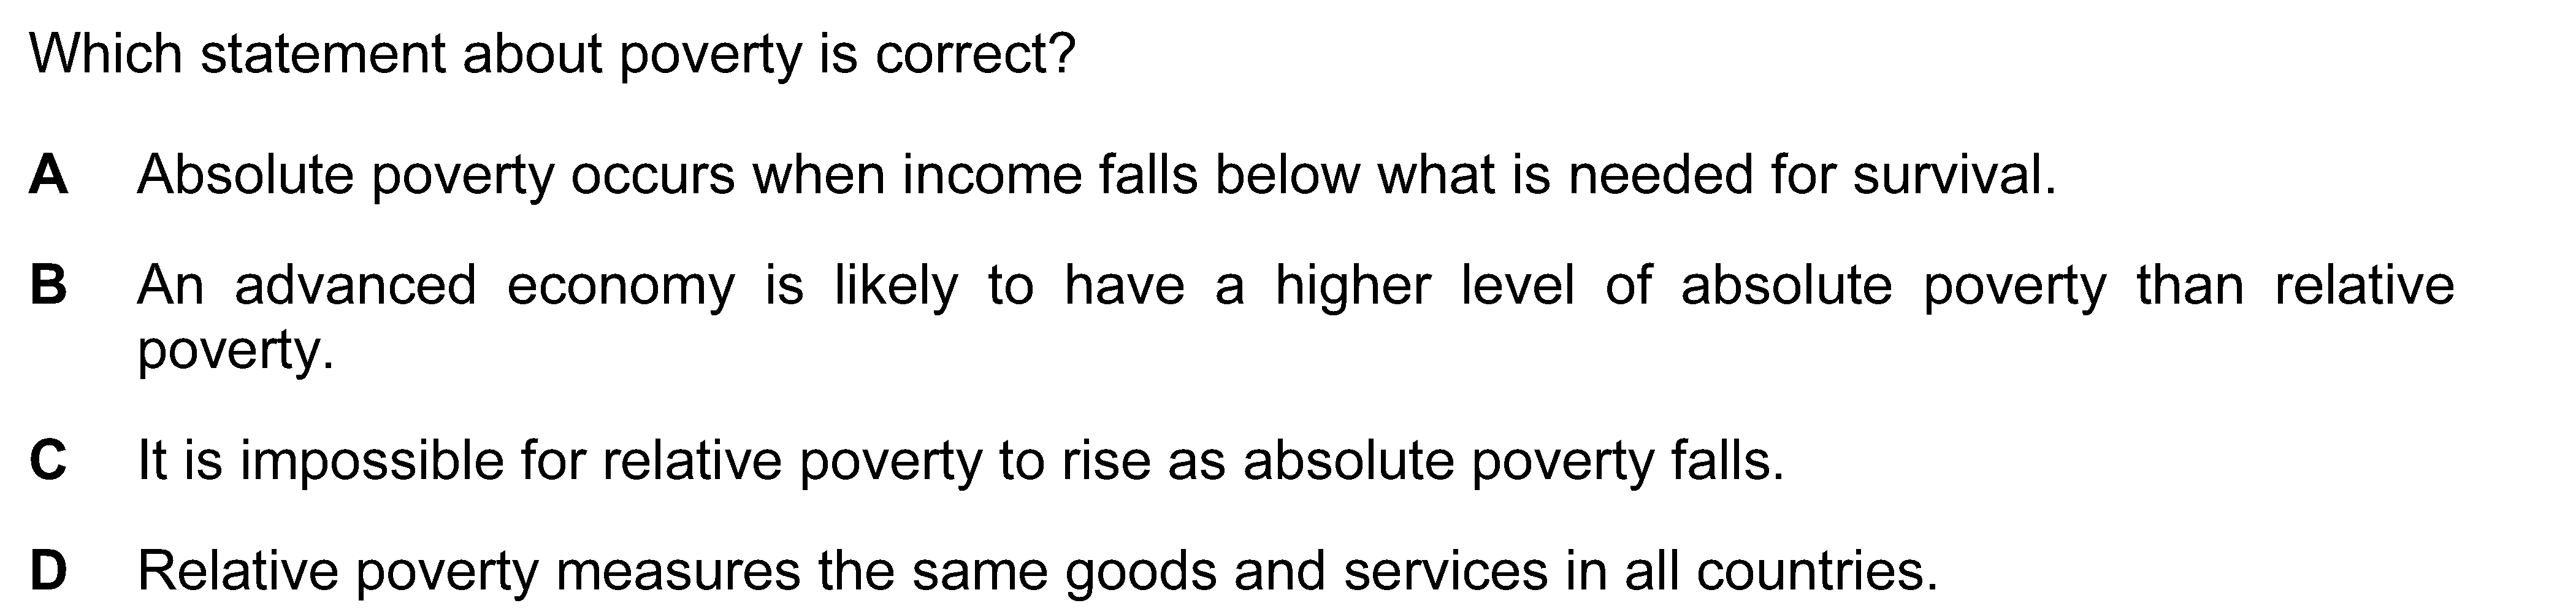 Which statement about poverty is correct?
A Absolute poverty occurs when income falls below what is needed for survival.
B An advanced economy is likely to have a higher level of absolute poverty than relative
poverty.
C It is impossible for relative poverty to rise as absolute poverty falls.
D Relative poverty measures the same goods and services in all countries.